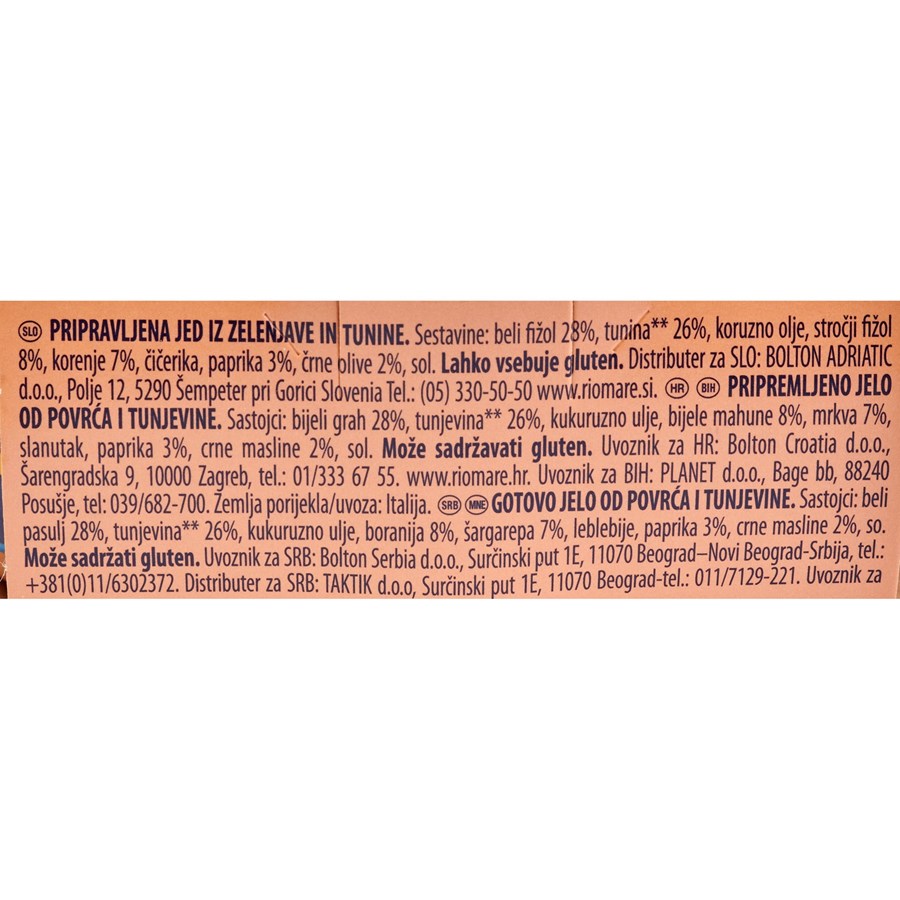 SLO PRIPRAVLJENA JED IZ ZELENJAVE IN TUNINE. Sestavine: beli fižol 28%, tunina** 26%, koruzno olje, stročji fižol
8%, korenje 7%, čičerika, paprika 3%, črne olive 2%, sol. Lahko vsebuje gluten. Distributer za SLO: BOLTON ADRIATIC
d.o.o., Polje 12, 5290 Šempeter pri Gorici Slovenia Tel.: (05) 330-50-50 www.riomare.si. HR BIH PRIPREMLJENO JELO
OD POVRĆA I TUNJEVINE. Sastojci: bijeli grah 28%, tunjevina** 26%, kukuruzno ulje, bijele mahune 8%, mrkva 7%,
slanutak, paprika 3%, crne masline 2%, sol. Može sadržavati gluten. Uvoznik za HR: Bolton Croatia d.o.o.,
Šarengradska 9, 10000 Zagreb, tel.: 01/333 67 55. www.riomare.hr. Uvoznik za BIH: PLANET d.o.o., Bage bb, 88240
Posušje, tel: 039/682-700. Zemlja porijekla/uvoza: Italija. SRB MNE GOTOVO JELO OD POVRĆA I TUNJEVINE. Sastojci: beli
pasulj 28%, tunjevina** 26%, kukuruzno ulje, boranija 8%, šargarepa 7%, leblebije, paprika 3%, crne masline 2%, so.
Može sadržati gluten. Uvoznik za SRB: Bolton Serbia d.o.o., Surčinski put 1E, 11070 Beograd–Novi Beograd-Srbija, tel.:
+381(0)11/6302372. Distributer za SRB: TAKTIK d.o.o, Surčinski put 1E, 11070 Beograd-tel.: 011/7129-221. Uvoznik za